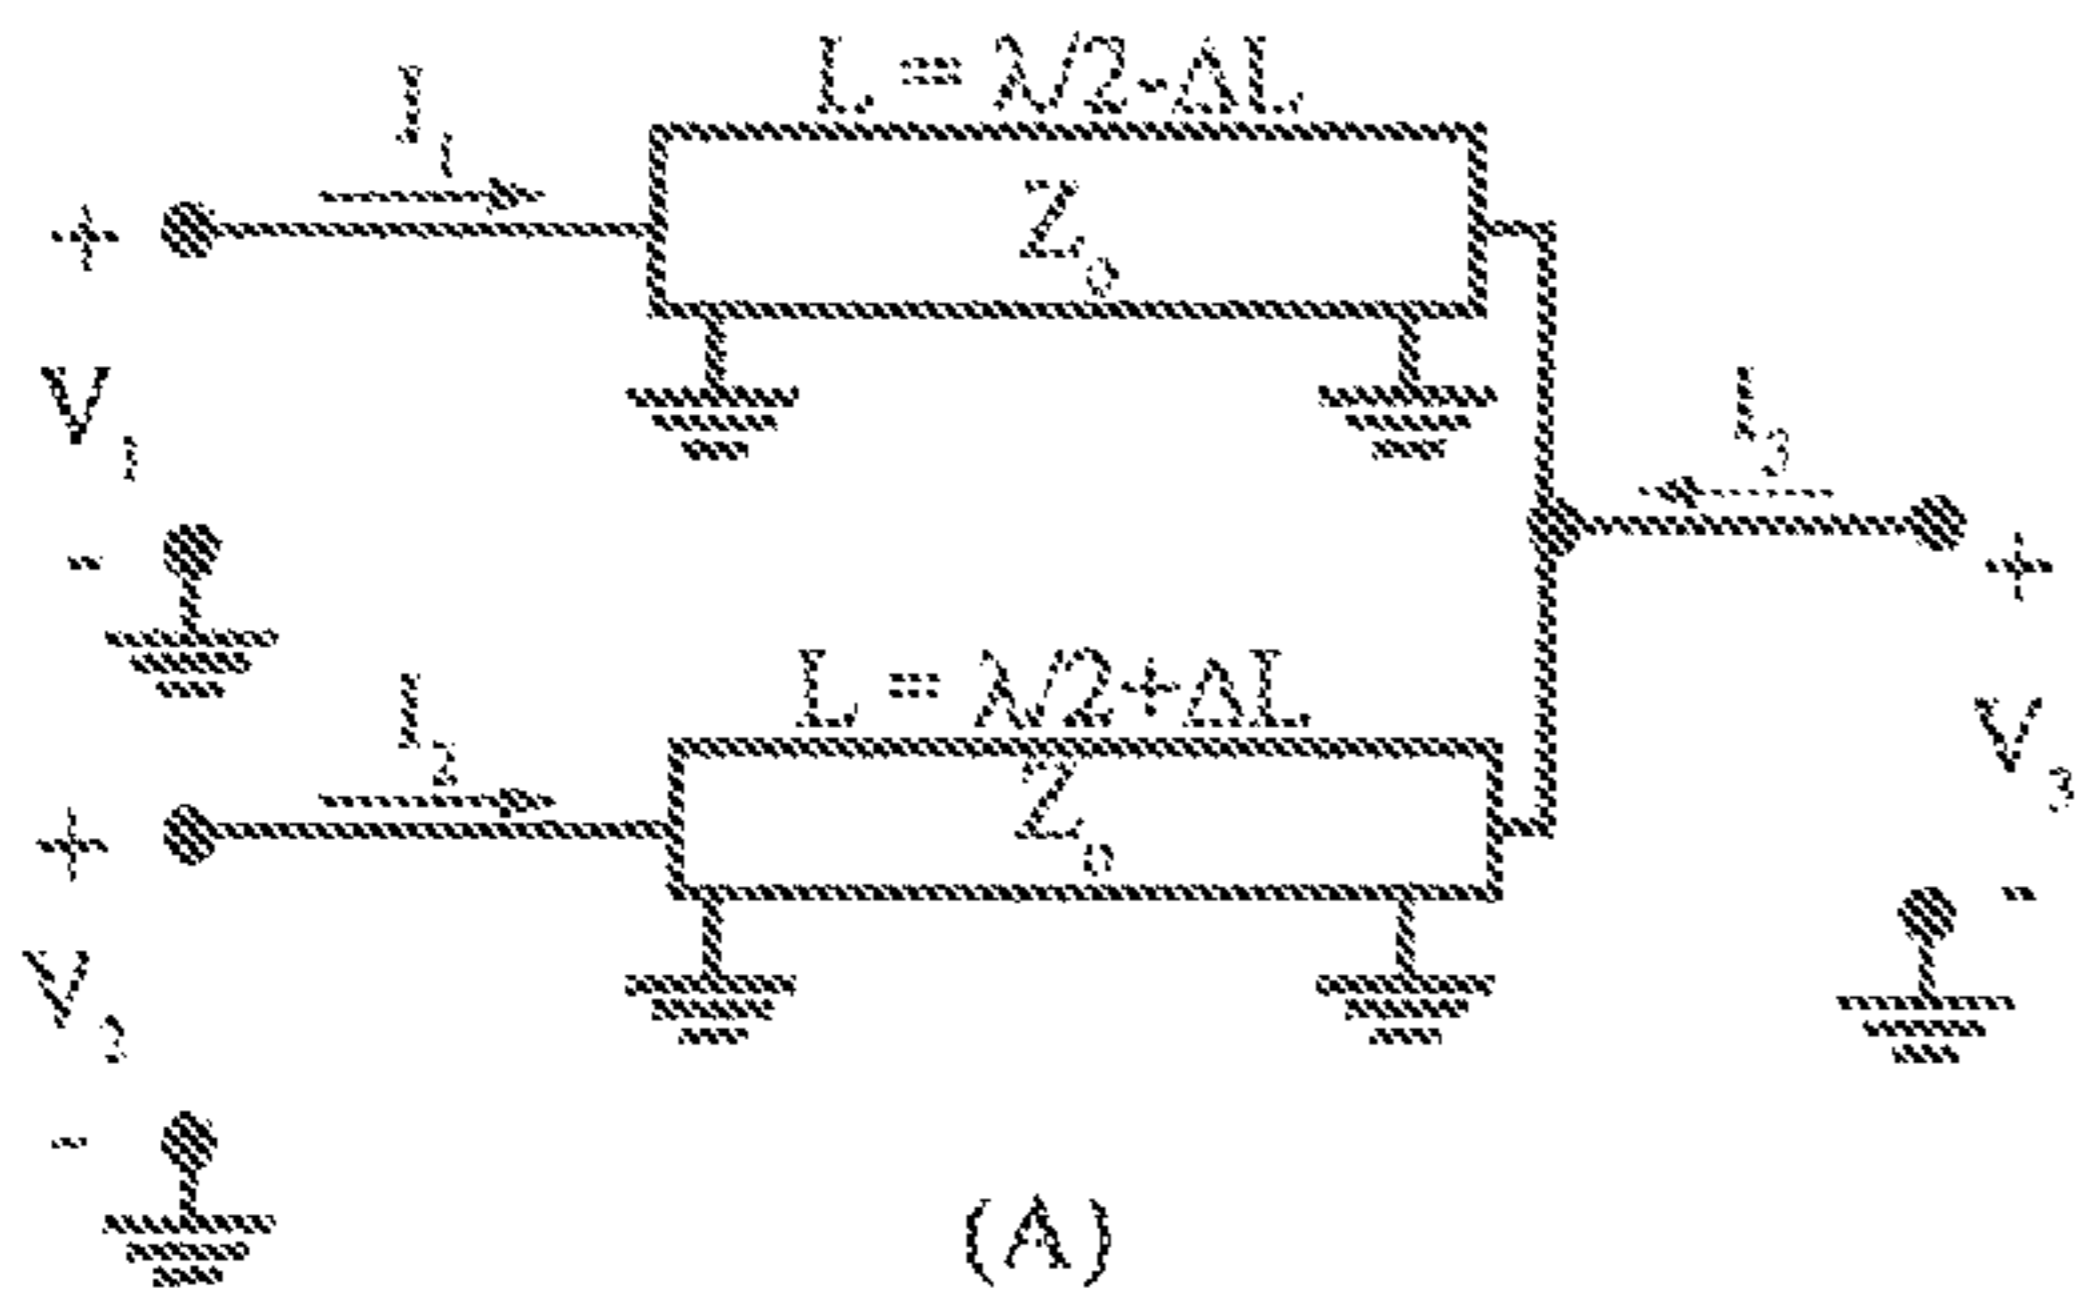 L = λ/2-ΔL
I₁
Z₀
+
V₁
I₃
-
+
L = λ/2+ΔL
I₂
V₃
Z₀
+
-
V₂
-
(A)